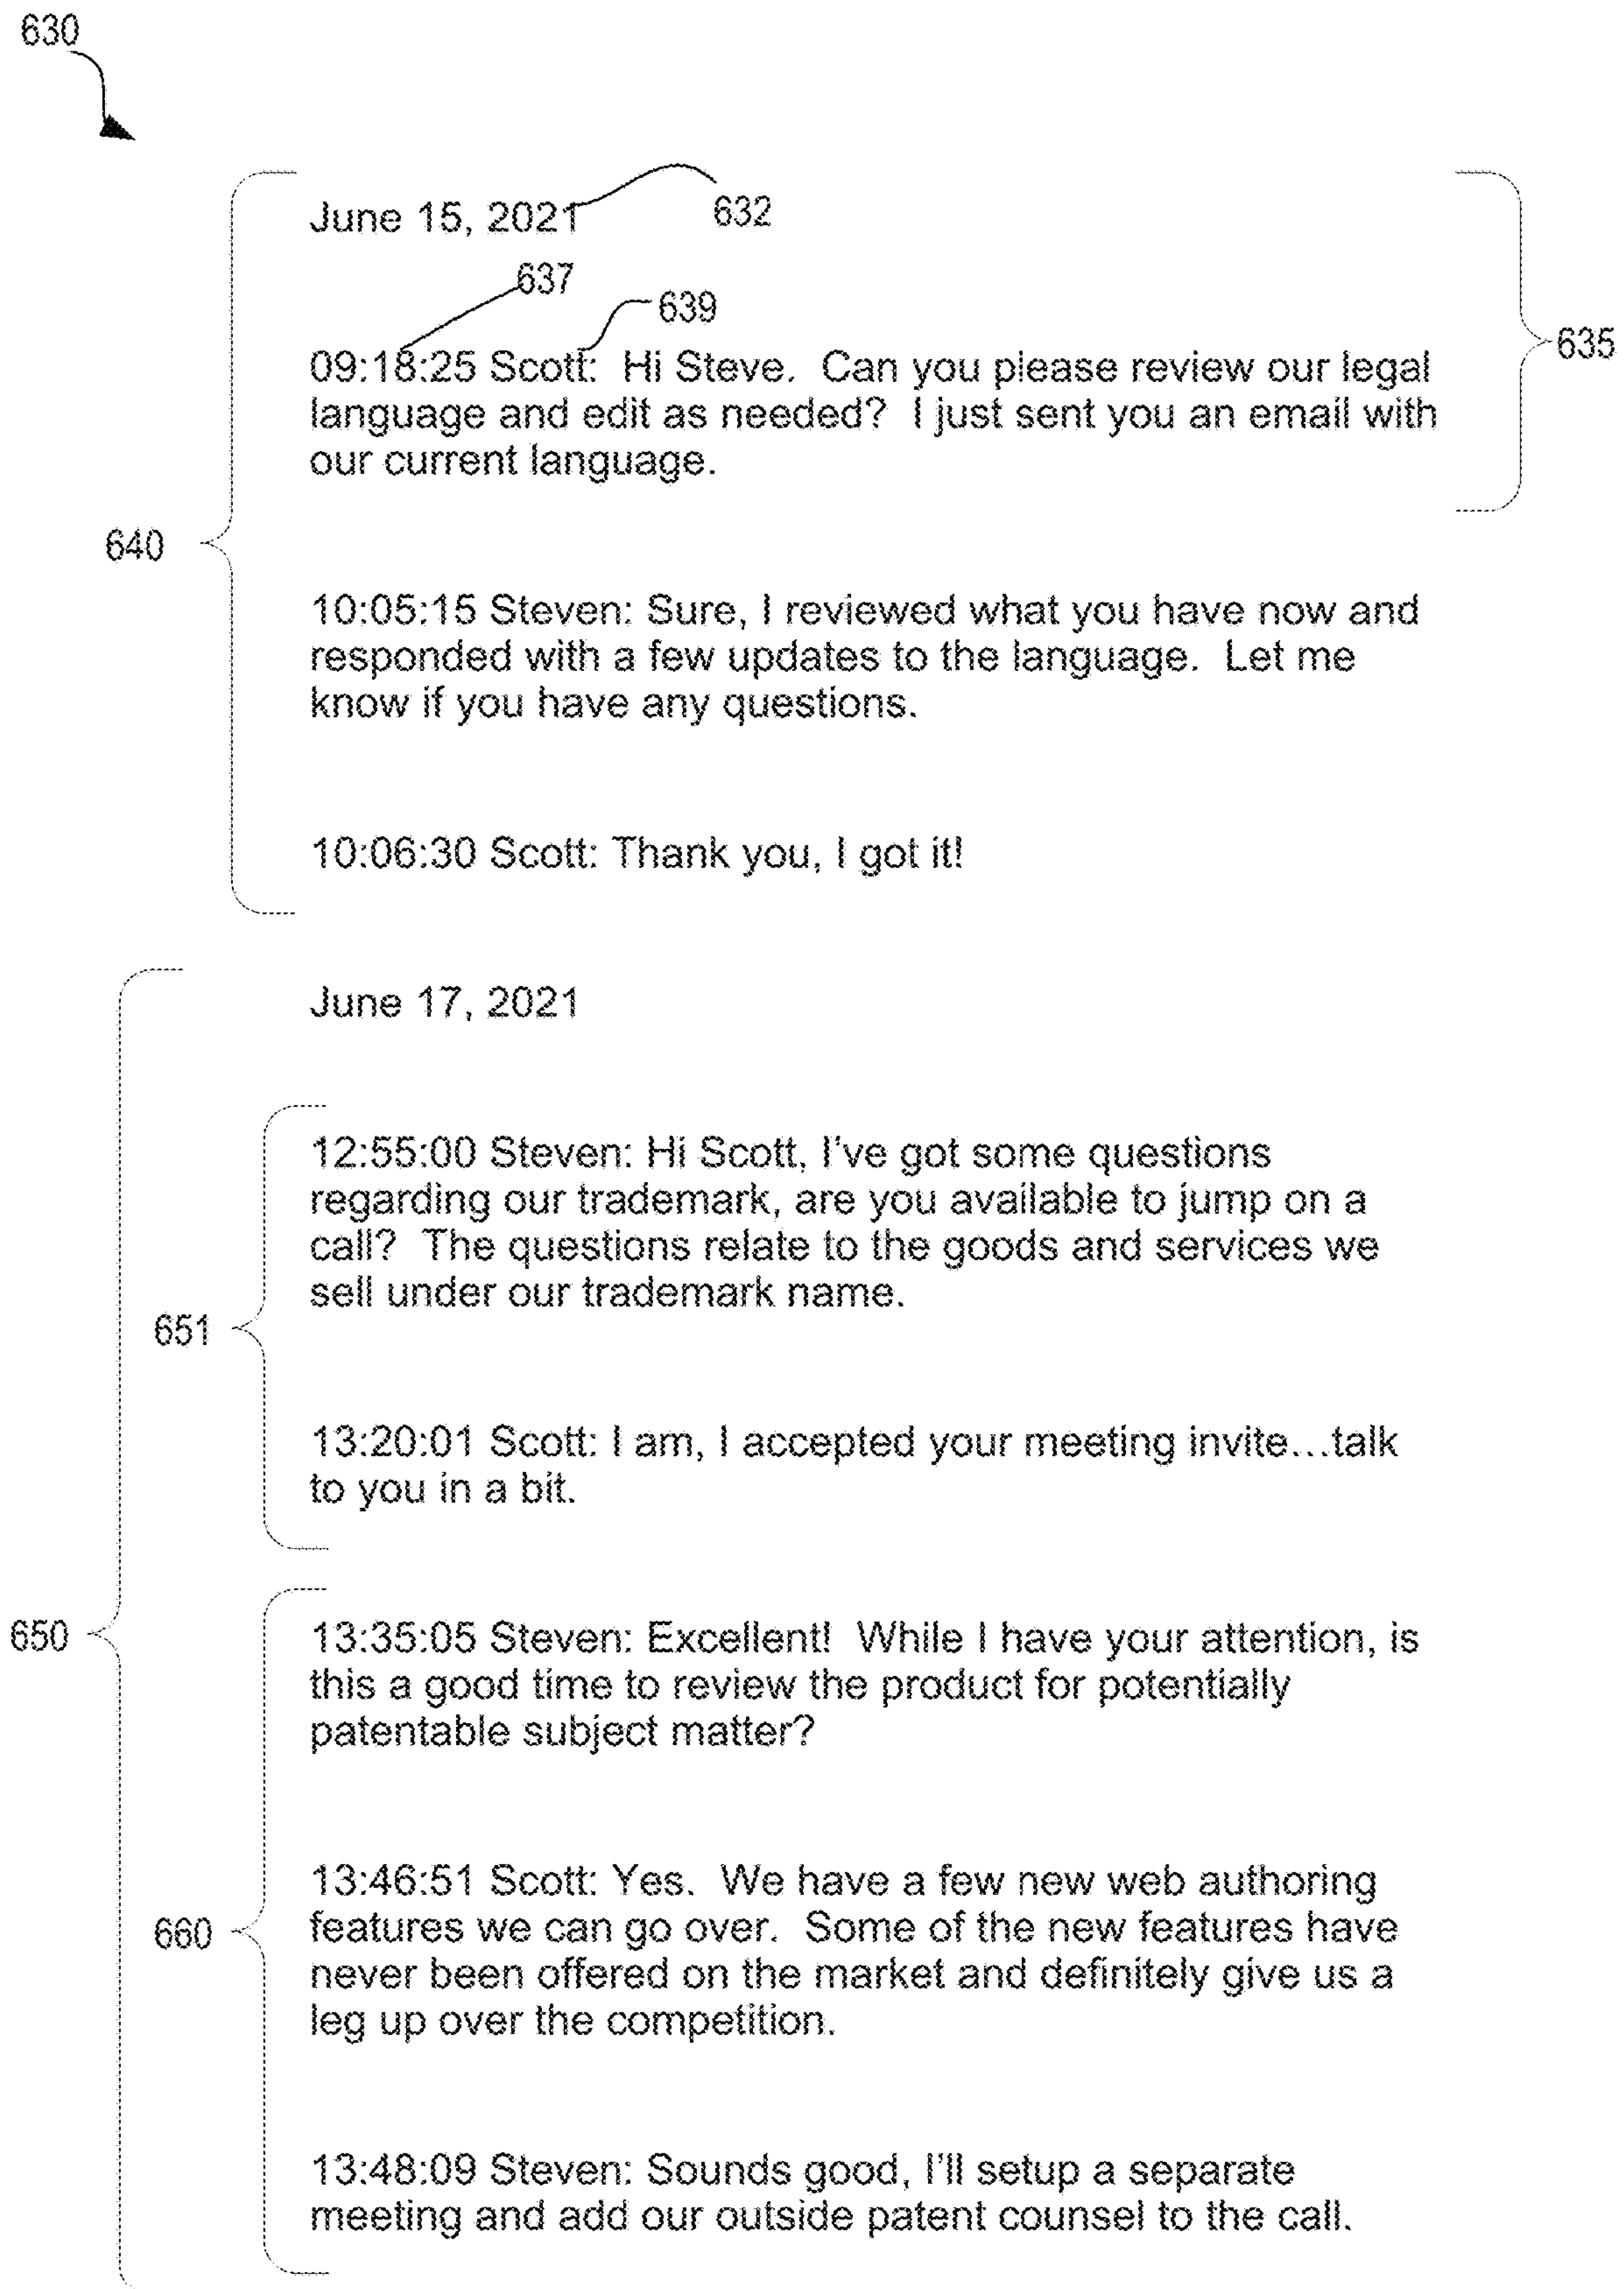 630
June 15, 2021
632
637
639
09:18:25 Scott:  Hi Steve.  Can you please review our legal
language and edit as needed?  I just sent you an email with
our current language.
635
640
10:05:15 Steven: Sure, I reviewed what you have now and
responded with a few updates to the language.  Let me
know if you have any questions.
10:06:30 Scott: Thank you, I got it!
June 17, 2021
12:55:00 Steven: Hi Scott, I've got some questions
regarding our trademark, are you available to jump on a
call?  The questions relate to the goods and services we
sell under our trademark name.
651
13:20:01 Scott: I am, I accepted your meeting invite…talk
to you in a bit.
650
13:35:05 Steven: Excellent!  While I have your attention, is
this a good time to review the product for potentially
patentable subject matter?
13:46:51 Scott: Yes.  We have a few new web authoring
features we can go over.  Some of the new features have
never been offered on the market and definitely give us a
leg up over the competition.
660
13:48:09 Steven: Sounds good, I'll setup a separate
meeting and add our outside patent counsel to the call.